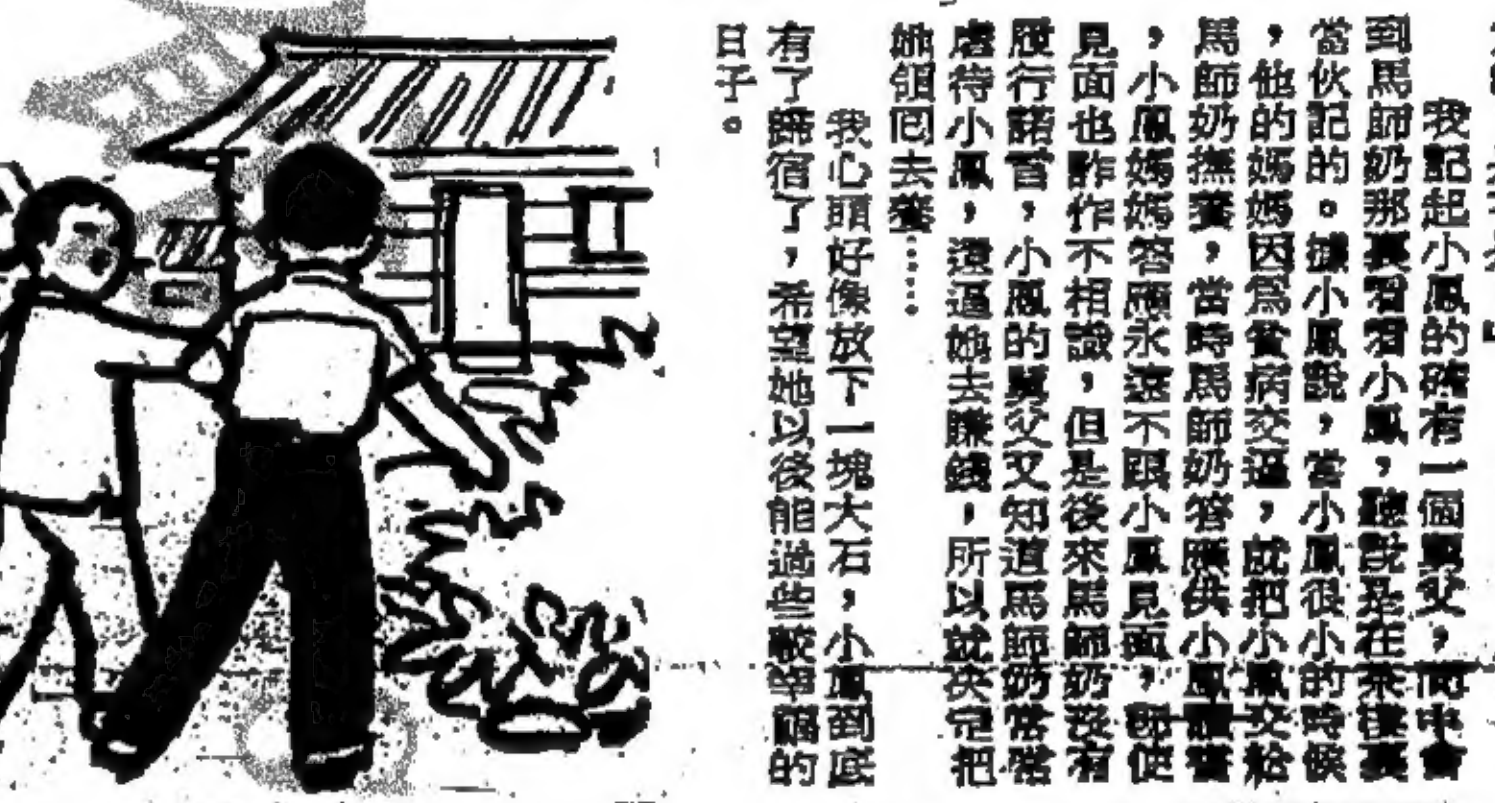 我記起小鳳的確有一個舅父，間中會
到馬師奶那裏看看小鳳，聽說是在茶樓裏
當伙記的。據小鳳說，當小鳳很小的時候
，他的媽媽因爲貧病交逼，就把小鳳交給
馬師奶撫養，當時馬師奶答應供小鳳讀書
，小鳳媽媽答應永遠不跟小鳳見面，即使
見面也詐作不相識，但是後來馬師奶沒有
履行諾言，小鳳的舅父又知道馬師奶常常
虐待小鳳，還逼她去賺錢，所以就決定把
她領回去養……
我心頭好像放下一塊大石，小鳳到底
有了歸宿了，希望她以後能過些較幸福的
日子。